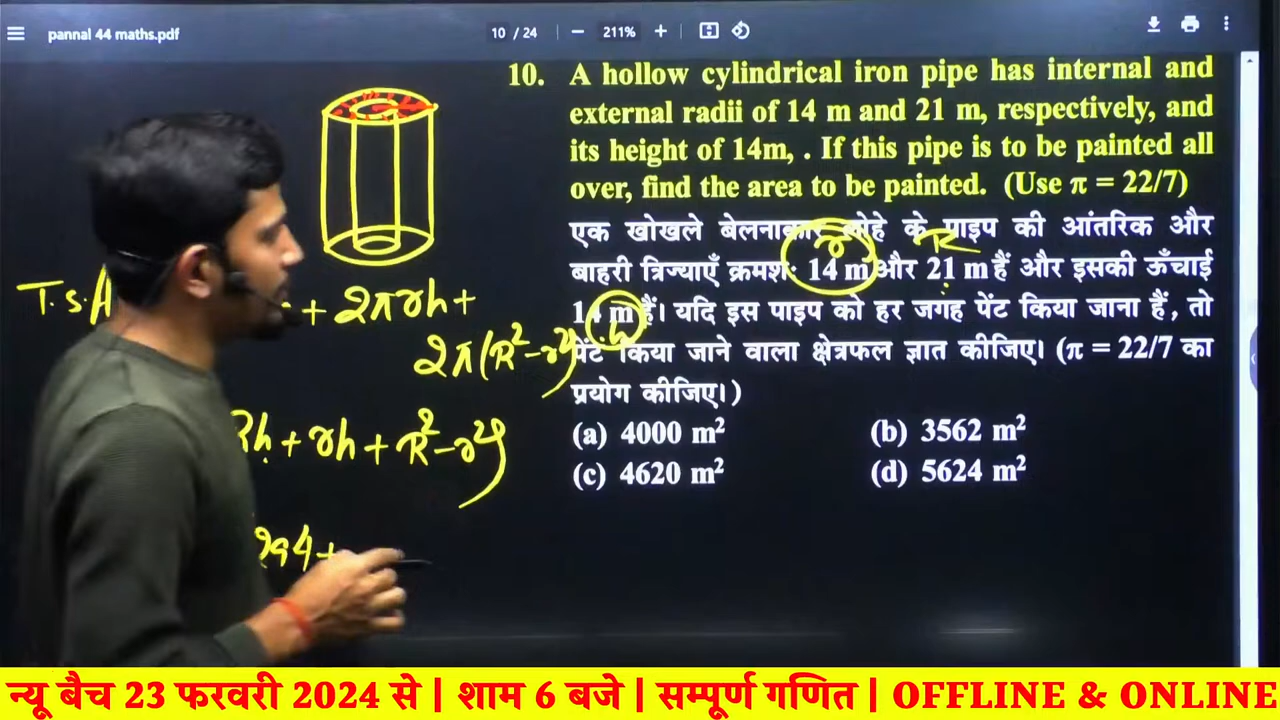 pannal 44 maths.pdf
10 / 24
211%
10. A hollow cylindrical iron pipe has internal and
external radii of 14 m and 21 m, respectively, and
its height of 14m, . If this pipe is to be painted all
over, find the area to be painted. (Use π = 22/7)
एक खोखले बेलनाकार लोहे के पाइप की आंतरिक और
बाहरी त्रिज्याएँ क्रमशः 14 m और 21 m हैं और इसकी ऊँचाई
14 m हैं। यदि इस पाइप को हर जगह पेंट किया जाना हैं, तो
पेंट किया जाने वाला क्षेत्रफल ज्ञात कीजिए। (π = 22/7 का
प्रयोग कीजिए।)
(a) 4000 m²
(b) 3562 m²
(c) 4620 m²
(d) 5624 m²
r
R
h
T.S.A
+ 2πrh +
2π(R²-r²)
Rh + rh + R²-r²)
294 +
न्यू बैच 23 फरवरी 2024 से | शाम 6 बजे | सम्पूर्ण गणित | OFFLINE & ONLINE